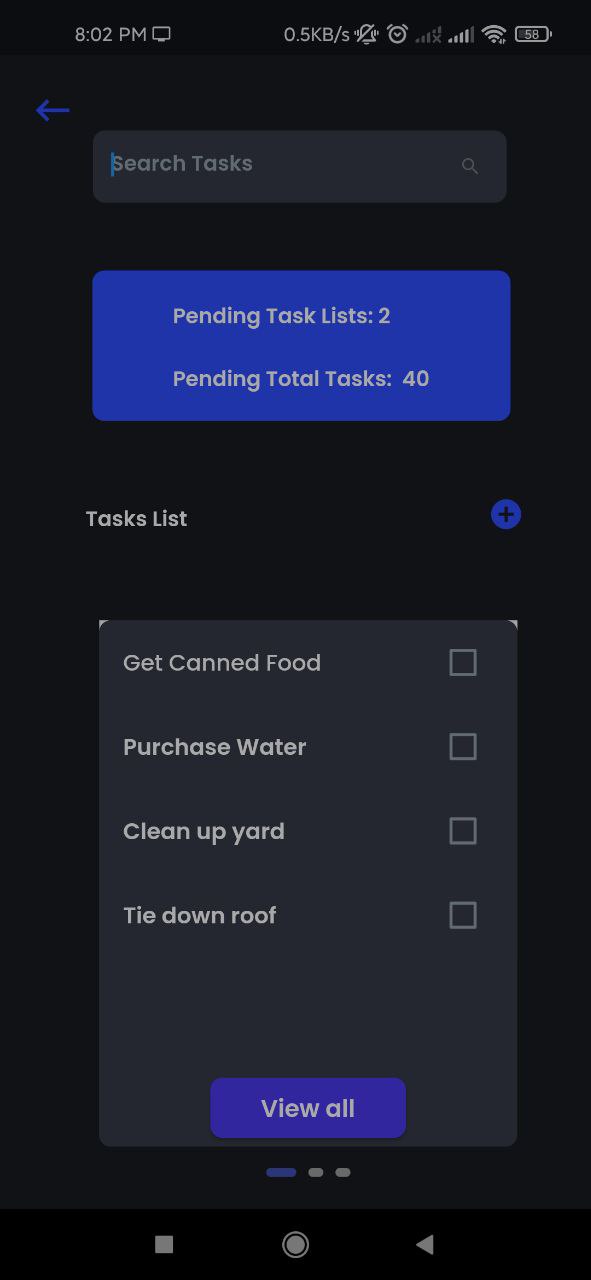 8:02 PM 0.5KB/s 58
Search Tasks
Pending Task Lists: 2
Pending Total Tasks: 40
Tasks List
Get Canned Food
Purchase Water
Clean up yard
Tie down roof
View all